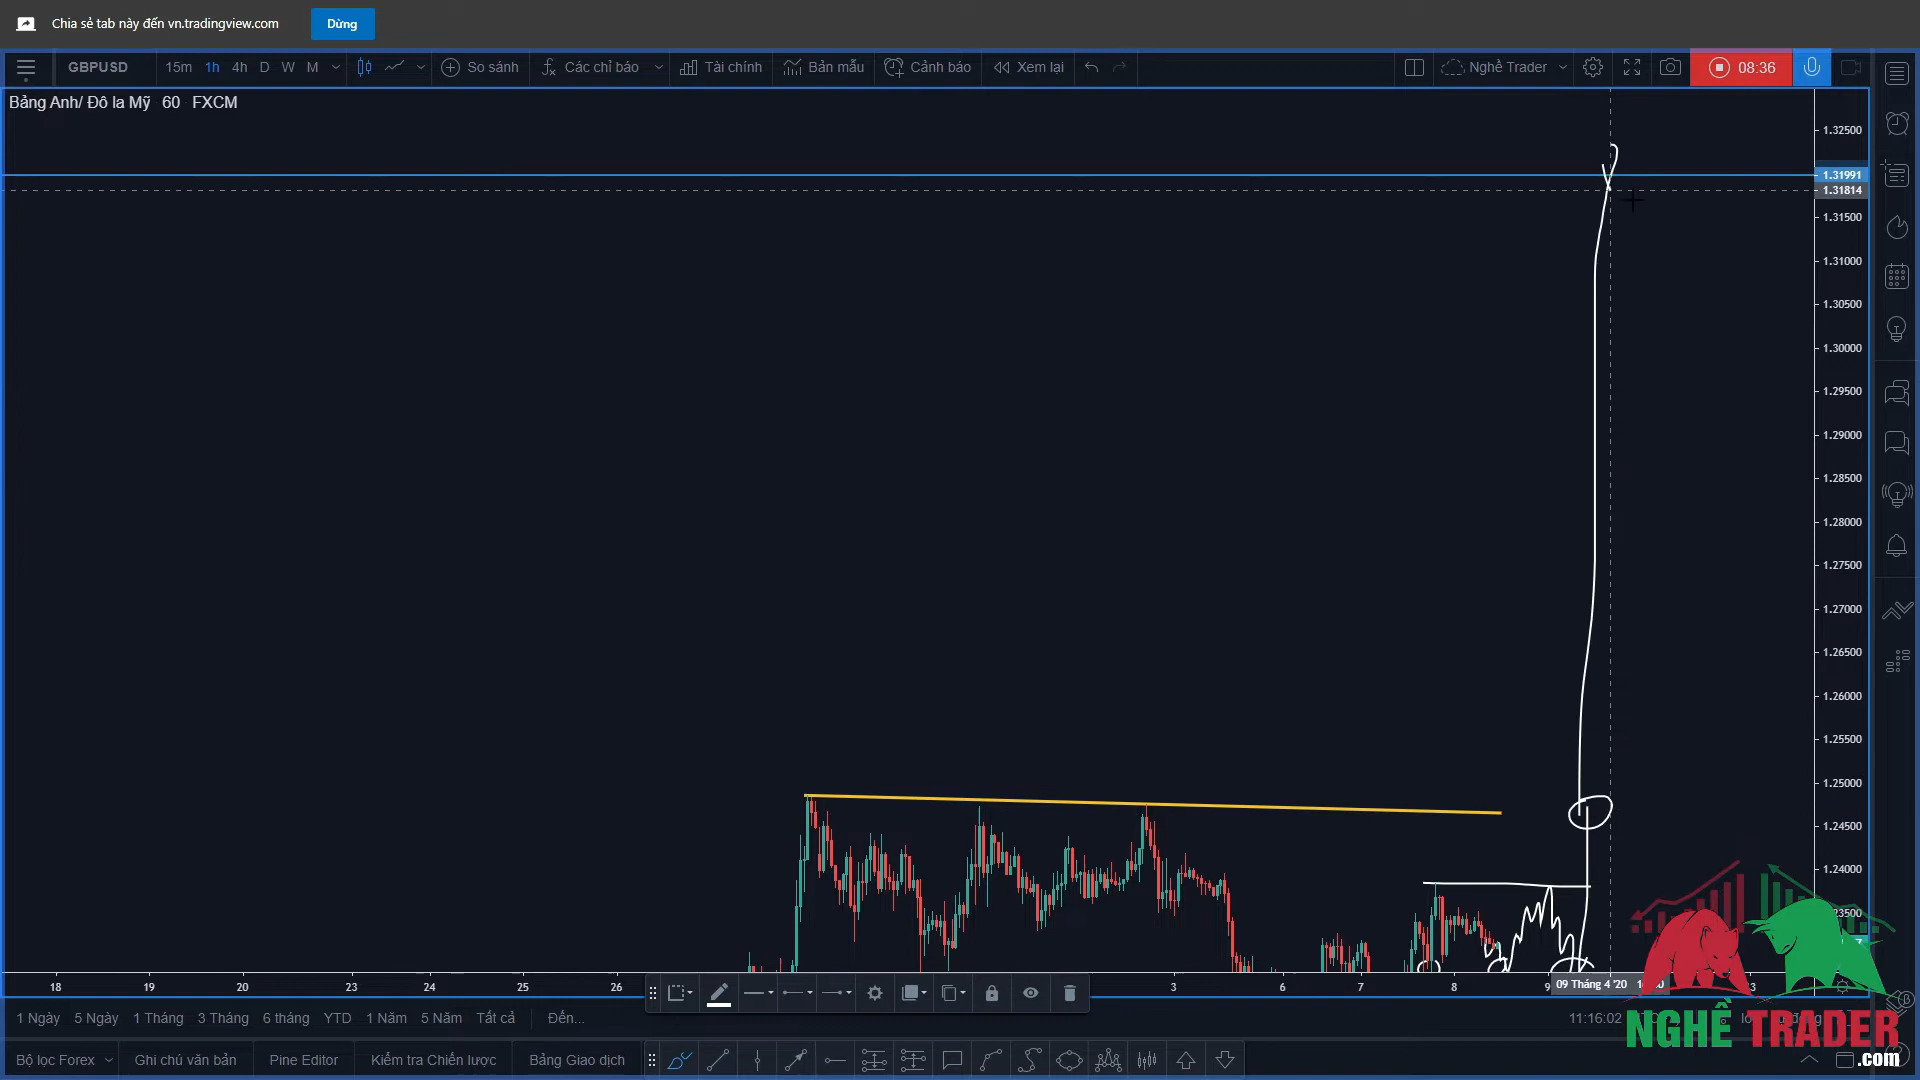 Chia sẻ tab này đến vn.tradingview.com Dừng
GBPUSD 15m 1h 4h D W M So sánh Các chỉ báo Tài chính Bản mẫu Cảnh báo Xem lại Nghề Trader 08:36
Bảng Anh/ Đô la Mỹ 60 FXCM
1.32500
1.31991
1.31814
1.31500
1.31000
1.30500
1.30000
1.29500
1.29000
1.28500
1.28000
1.27500
1.27000
1.26500
1.26000
1.25500
1.25000
1.24500
1.24000
18 19 20 23 24 25 26 3 6 7 8 9 09 Tháng 4 '20
1 Ngày 5 Ngày 1 Tháng 3 Tháng 6 tháng YTD 1 Năm 5 Năm Tất cả Đến... 11:16:02
NGHỀ TRADER
.com
Bộ lọc Forex Ghi chú văn bản Pine Editor Kiểm tra Chiến lược Bảng Giao dịch